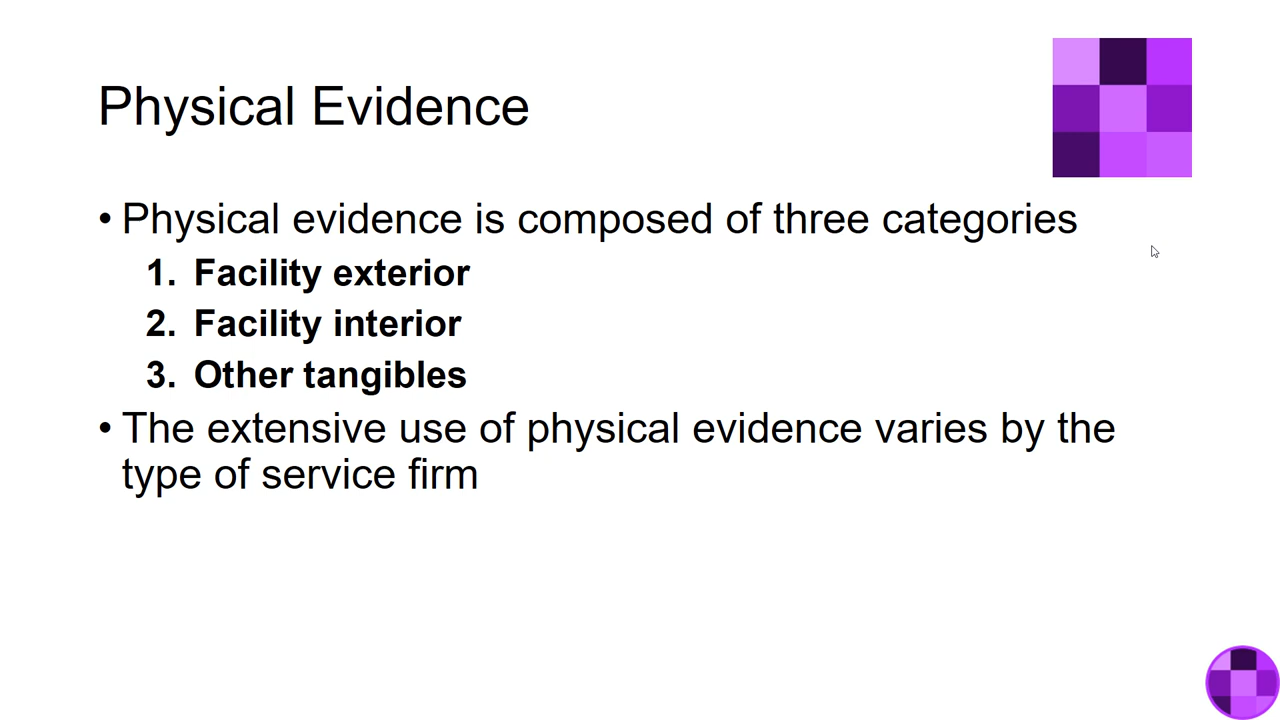 Physical Evidence
• Physical evidence is composed of three categories
1. Facility exterior
2. Facility interior
3. Other tangibles
• The extensive use of physical evidence varies by the
type of service firm